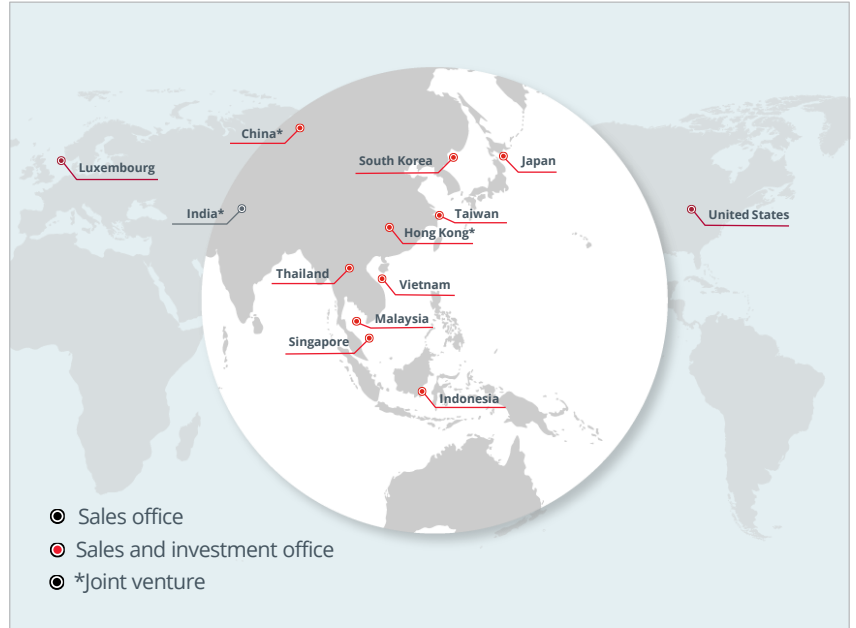 China*
South Korea
Japan
Luxembourg
India*
Taiwan
United States
Hong Kong*
Thailand
Vietnam
Malaysia
Singapore
Indonesia
Sales office
Sales and investment office
*Joint venture